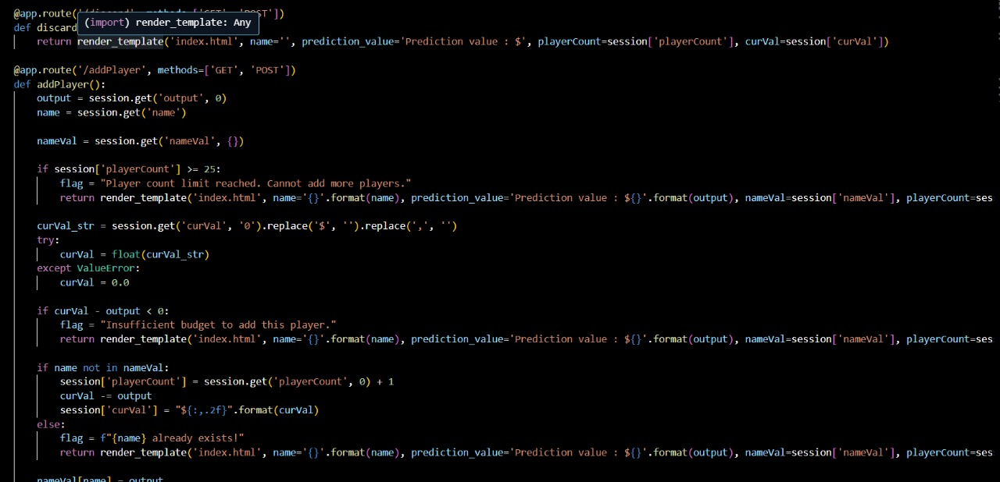 @app.route('/discard', methods=['GET', 'POST'])
(import) render_template: Any
def discard
    return render_template('index.html', name='', prediction_value='Prediction value : $', playerCount=session['playerCount'], curVal=session['curVal'])
@app.route('/addPlayer', methods=['GET', 'POST'])
def addPlayer():
    output = session.get('output', 0)
    name = session.get('name')
    nameVal = session.get('nameVal', {})
    if session['playerCount'] >= 25:
        flag = "Player count limit reached. Cannot add more players."
        return render_template('index.html', name='{}'.format(name), prediction_value='Prediction value : ${}'.format(output), nameVal=session['nameVal'], playerCount=ses
    curVal_str = session.get('curVal', '0').replace('$', '').replace(',', '')
    try:
        curVal = float(curVal_str)
    except ValueError:
        curVal = 0.0
    if curVal - output < 0:
        flag = "Insufficient budget to add this player."
        return render_template('index.html', name='{}'.format(name), prediction_value='Prediction value : ${}'.format(output), nameVal=session['nameVal'], playerCount=ses
    if name not in nameVal:
        session['playerCount'] = session.get('playerCount', 0) + 1
        curVal -= output
        session['curVal'] = "${:,.2f}".format(curVal)
    else:
        flag = f"{name} already exists!"
        return render_template('index.html', name='{}'.format(name), prediction_value='Prediction value : ${}'.format(output), nameVal=session['nameVal'], playerCount=ses
    nameVal[name] = output